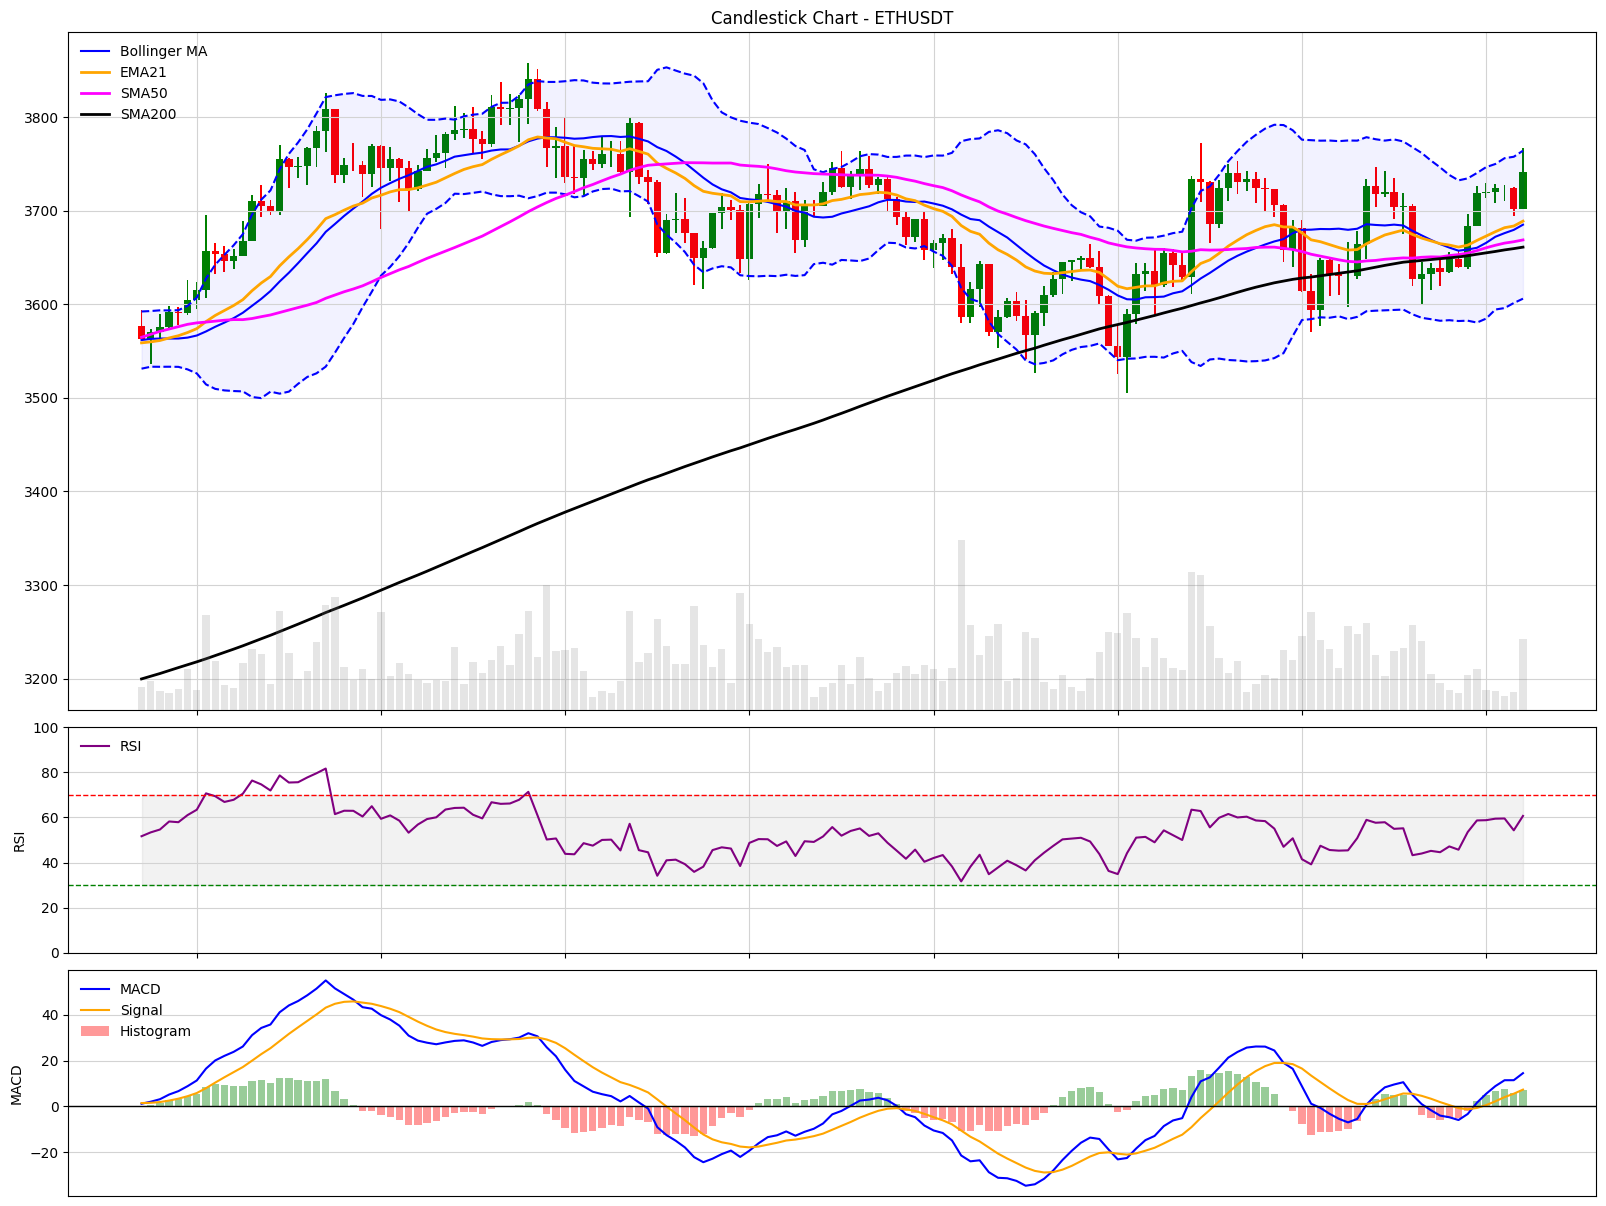 Candlestick Chart - ETHUSDT
Bollinger MA
EMA21
SMA50
SMA200
3800
3700
3600
3500
3400
3300
3200
100
RSI
80
60
RSI
40
20
0
MACD
Signal
40
Histogram
20
MACD
0
−20